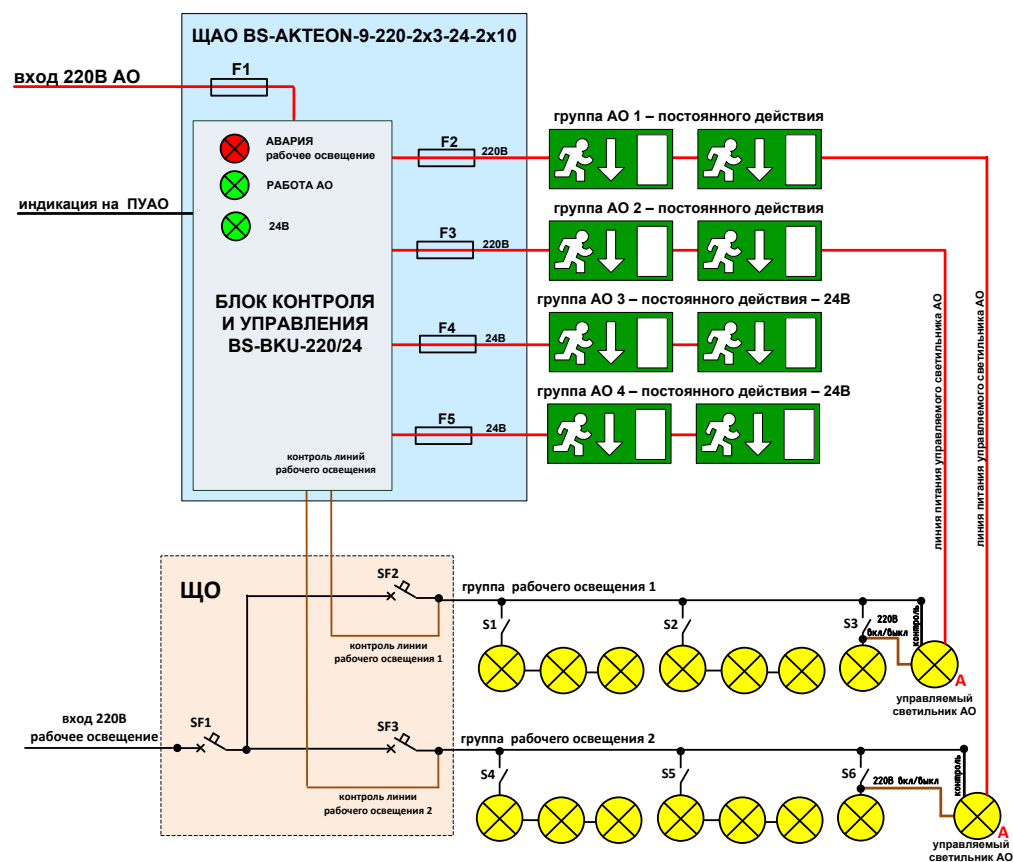 ЩАО BS-AKTEON-9-220-2x3-24-2x10
вход 220В АО
F1
АВАРИЯ
рабочее освещение
РАБОТА АО
24В
индикация на ПУАО
БЛОК КОНТРОЛЯ
И УПРАВЛЕНИЯ
BS-BKU-220/24
контроль линий
рабочего освещения
F2
220В
группа АО 1 – постоянного действия
F3
220В
группа АО 2 – постоянного действия
F4
24В
группа АО 3 – постоянного действия – 24В
F5
24В
группа АО 4 – постоянного действия – 24В
линия питания управляемого светильника АО
линия питания управляемого светильника АО
ЩО
SF2
контроль линии
рабочего освещения 1
вход 220В
рабочее освещение
SF1
SF3
контроль линии
рабочего освещения 2
группа рабочего освещения 1
S1
S2
S3
220В
вкл/выкл
контроль
А
управляемый
светильник АО
группа рабочего освещения 2
S4
S5
S6
220В вкл/выкл
контроль
А
управляемый
светильник АО